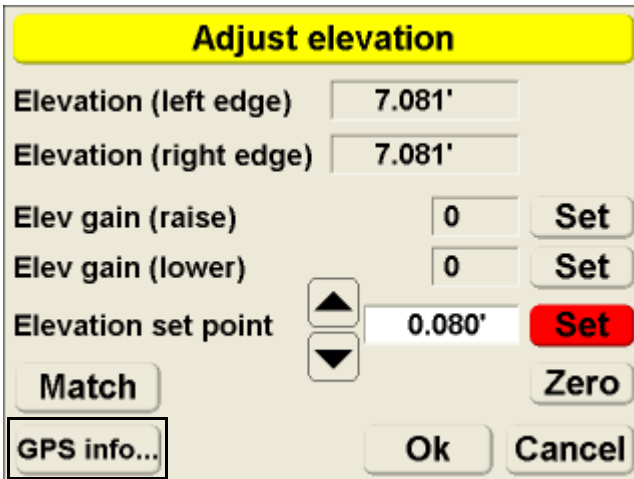 Adjust elevation
Elevation (left edge) 7.081'
Elevation (right edge) 7.081'
Elev gain (raise) 0 Set
Elev gain (lower) 0 Set
Elevation set point 0.080' Set
Match Zero
GPS info... Ok Cancel